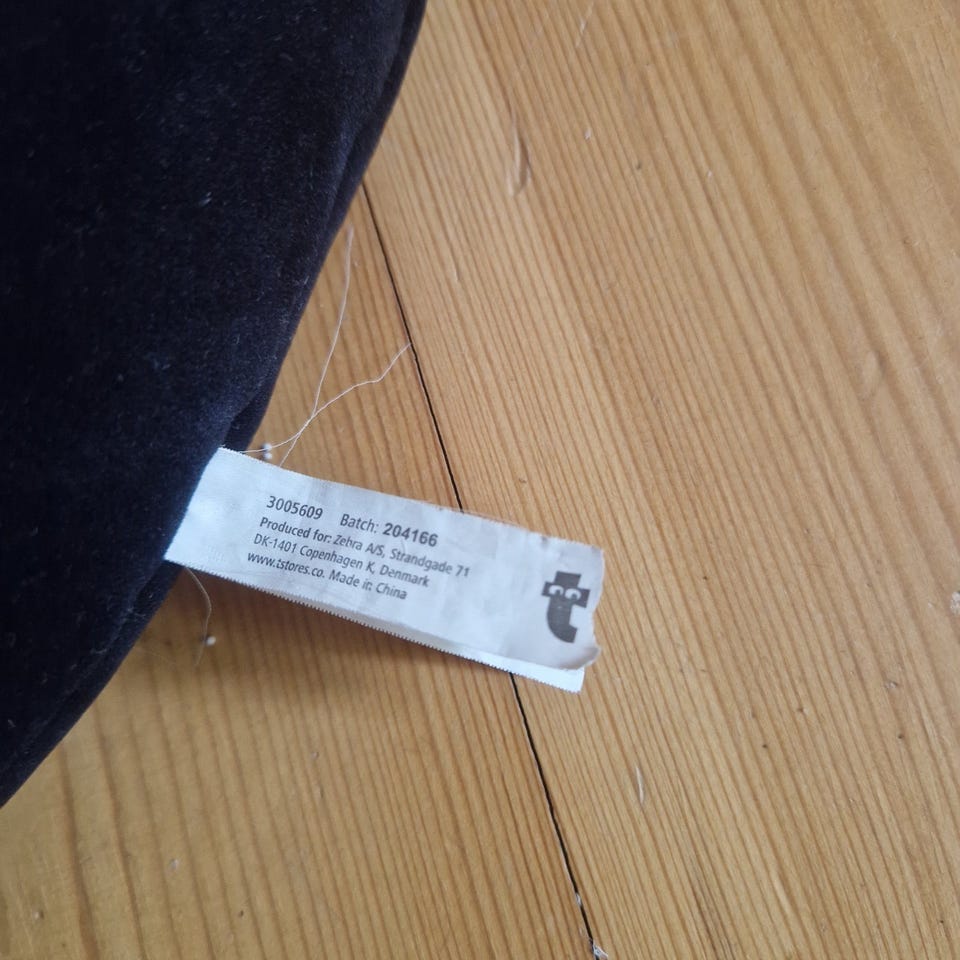 3005609 Batch: 204166
Produced for: Zebra A/S, Strandgade 71
DK-1401 Copenhagen K, Denmark
www.tstores.co. Made in China
t